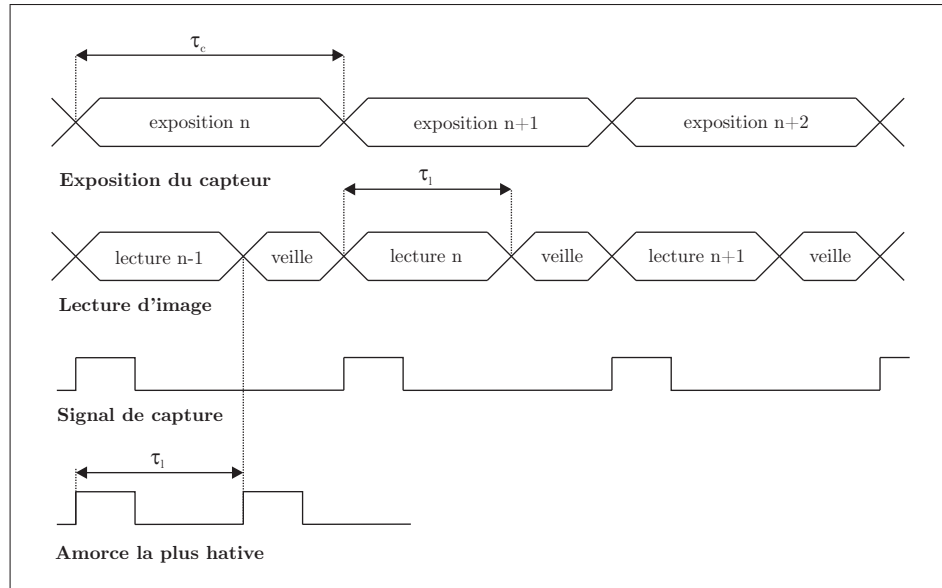 τc
exposition n exposition n+1 exposition n+2
Exposition du capteur
τl
lecture n-1 veille lecture n veille lecture n+1 veille
Lecture d'image
Signal de capture
τl
Amorce la plus hative